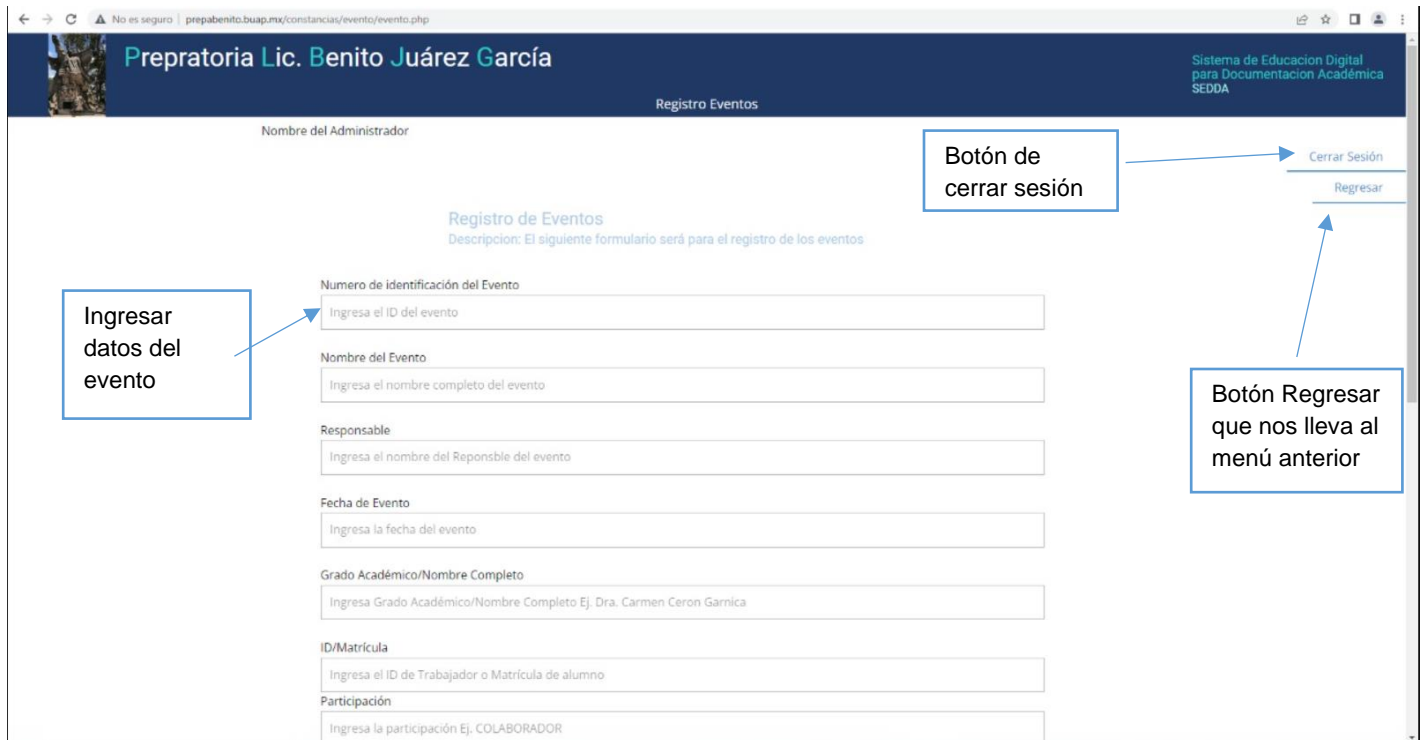 No es seguro | prepabenito.buap.mx/constancias/evento/evento.php
Prepratoria Lic. Benito Juárez García
Sistema de Educacion Digital
para Documentacion Académica
SEDDA
Registro Eventos
Nombre del Administrador
Botón de
cerrar sesión
Cerrar Sesión
Regresar
Registro de Eventos
Descripcion: El siguiente formulario será para el registro de los eventos
Numero de identificación del Evento
Ingresa el ID del evento
Ingresar
datos del
evento
Nombre del Evento
Ingresa el nombre completo del evento
Botón Regresar
que nos lleva al
menú anterior
Responsable
Ingresa el nombre del Reponsble del evento
Fecha de Evento
Ingresa la fecha del evento
Grado Académico/Nombre Completo
Ingresa Grado Académico/Nombre Completo Ej. Dra. Carmen Ceron Garnica
ID/Matrícula
Ingresa el ID de Trabajador o Matrícula de alumno
Participación
Ingresa la participación Ej. COLABORADOR